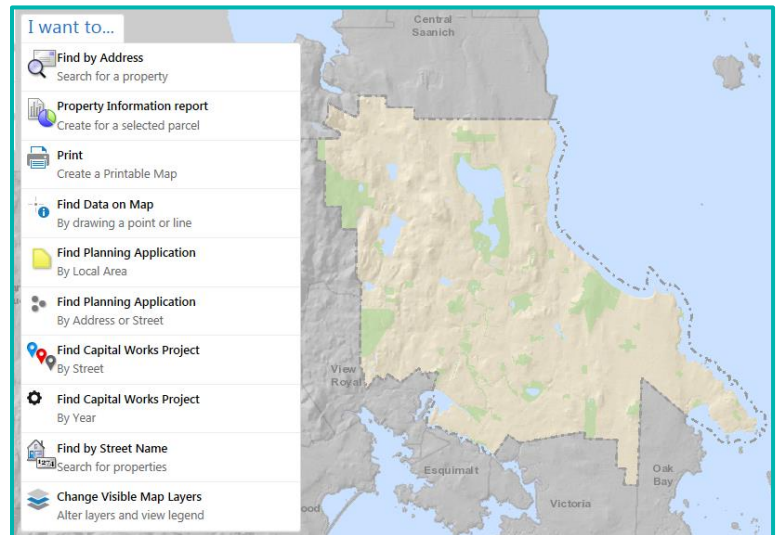 I want to...
Find by Address
Search for a property
Property Information report
Create for a selected parcel
Print
Create a Printable Map
Find Data on Map
By drawing a point or line
Find Planning Application
By Local Area
Find Planning Application
By Address or Street
Find Capital Works Project
By Street
Find Capital Works Project
By Year
Find by Street Name
Search for properties
1274
Change Visible Map Layers
Alter layers and view legend
Central
Saanich
View
Royal
Esquimalt
Oak
Bay
Victoria
ood